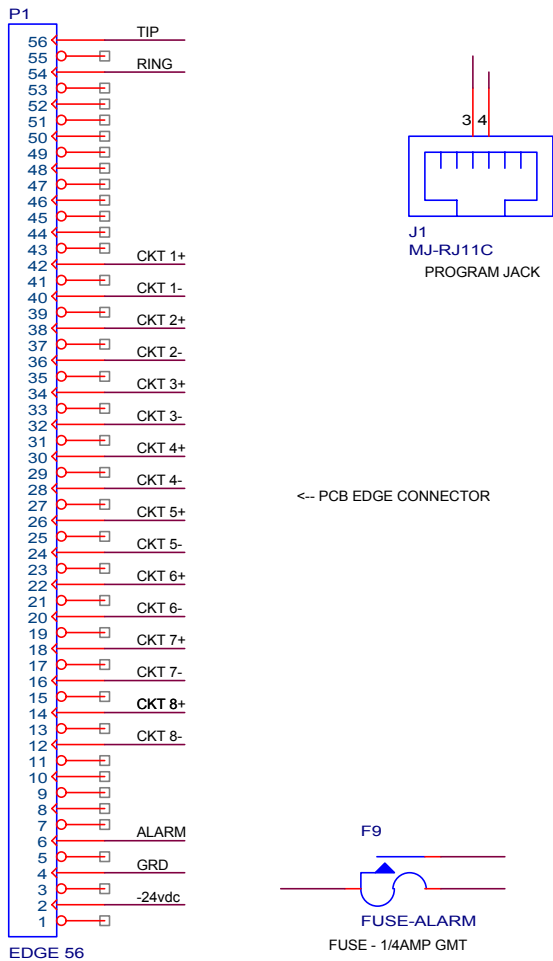 P1
56 TIP
55
54 RING
53
52
51
50
49
48
47
46
45
44
43
42 CKT 1+
41
40 CKT 1-
39
38 CKT 2+
37
36 CKT 2-
35
34 CKT 3+
33
32 CKT 3-
31
30 CKT 4+
29
28 CKT 4-
27
26 CKT 5+
25
24 CKT 5-
23
22 CKT 6+
21
20 CKT 6-
19
18 CKT 7+
17
16 CKT 7-
15
14 CKT 8+
13
12 CKT 8-
11
10
9
8
7
6 ALARM
5
4 GRD
3
2 -24vdc
1
EDGE 56
3 4
J1
MJ-RJ11C
PROGRAM JACK
<-- PCB EDGE CONNECTOR
F9
FUSE-ALARM
FUSE - 1/4AMP GMT